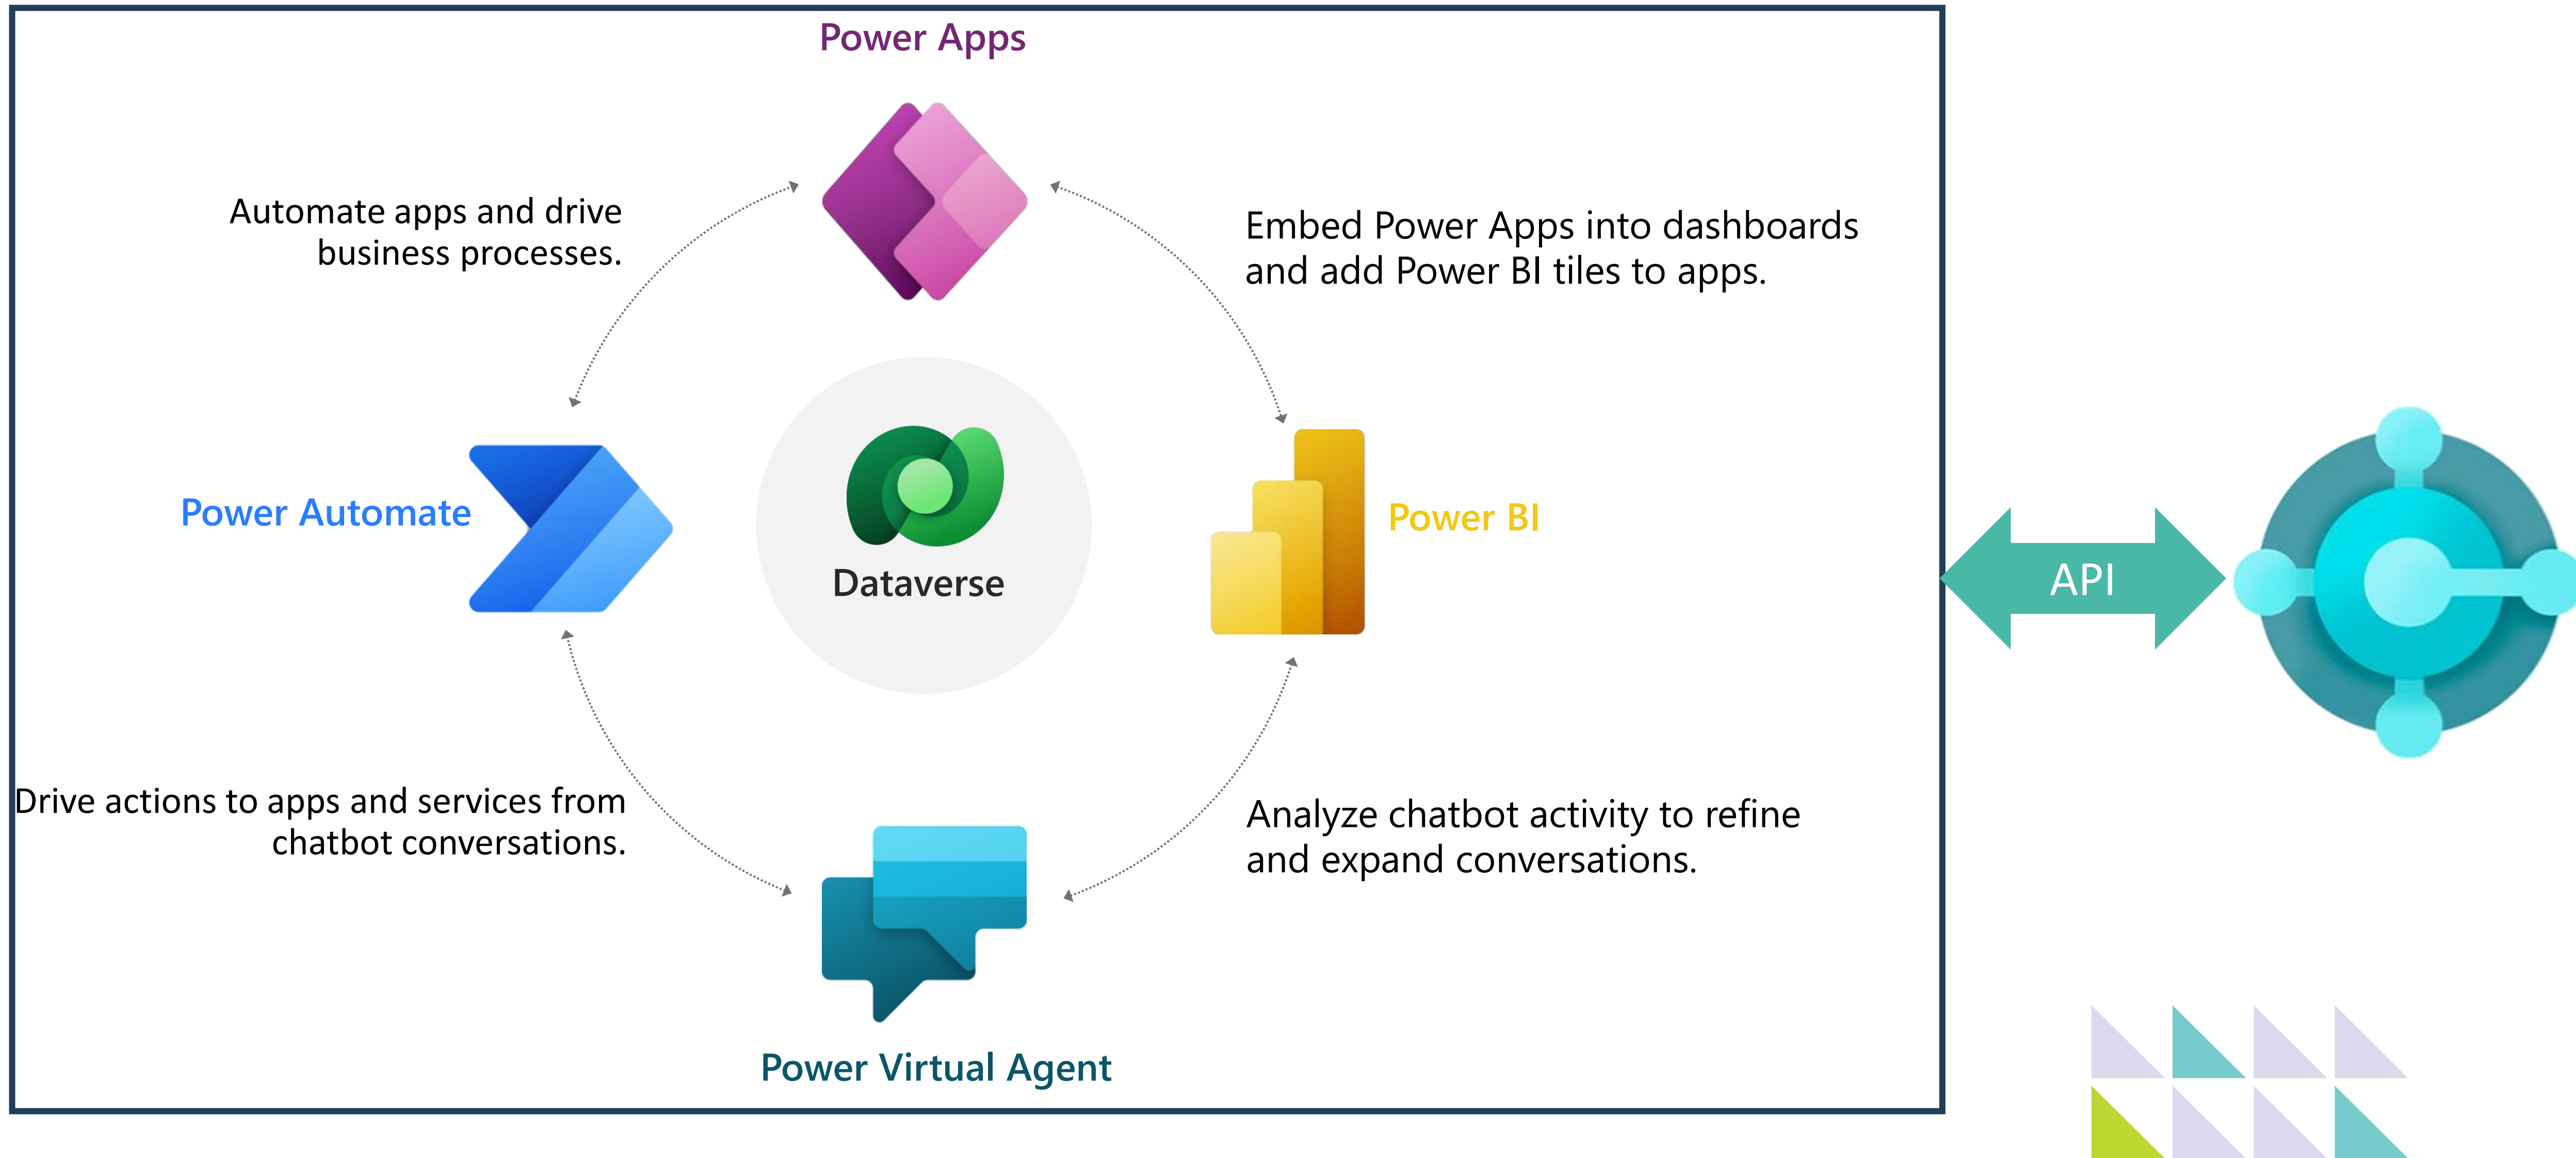 Power Apps
Automate apps and drive
business processes.
Embed Power Apps into dashboards
and add Power BI tiles to apps.
Power Automate
Dataverse
Power BI
API
Drive actions to apps and services from
chatbot conversations.
Analyze chatbot activity to refine
and expand conversations.
Power Virtual Agent